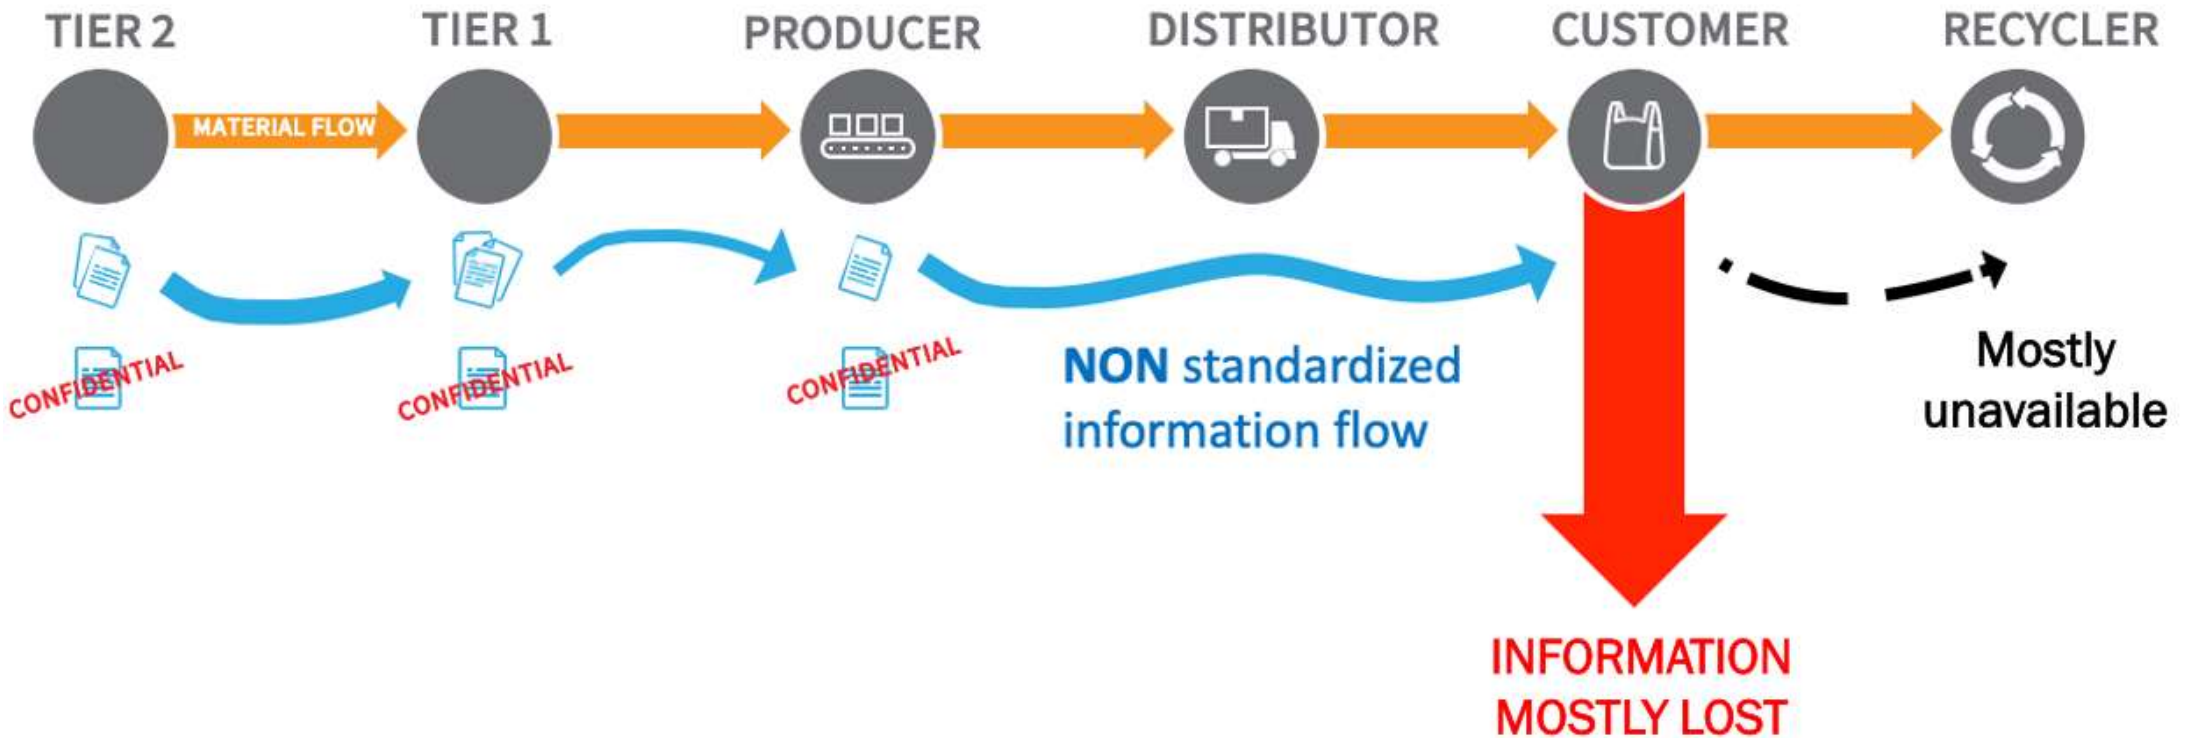 TIER 2
TIER 1
PRODUCER
DISTRIBUTOR
CUSTOMER
RECYCLER
MATERIAL FLOW
CONFIDENTIAL
CONFIDENTIAL
CONFIDENTIAL
NON standardized
information flow
Mostly
unavailable
INFORMATION
MOSTLY LOST